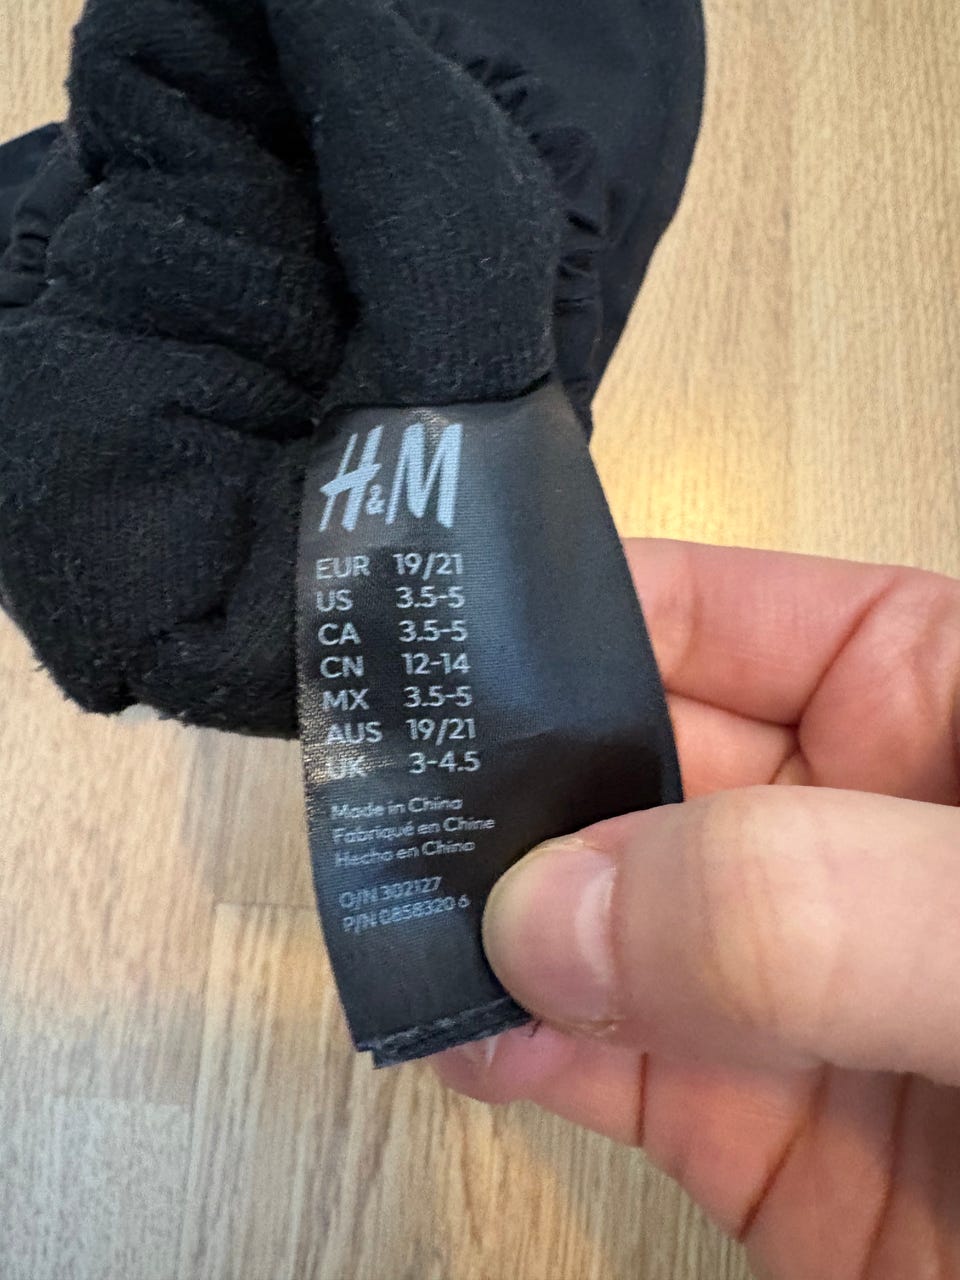 H&M
EUR 19/21
US 3.5-5
CA 3.5-5
CN 12-14
MX 3.5-5
AUS 19/21
UK 3-4.5
Made in China
Fabriqué en Chine
Hecho en China
O/N 302127
P/N 0858320 6